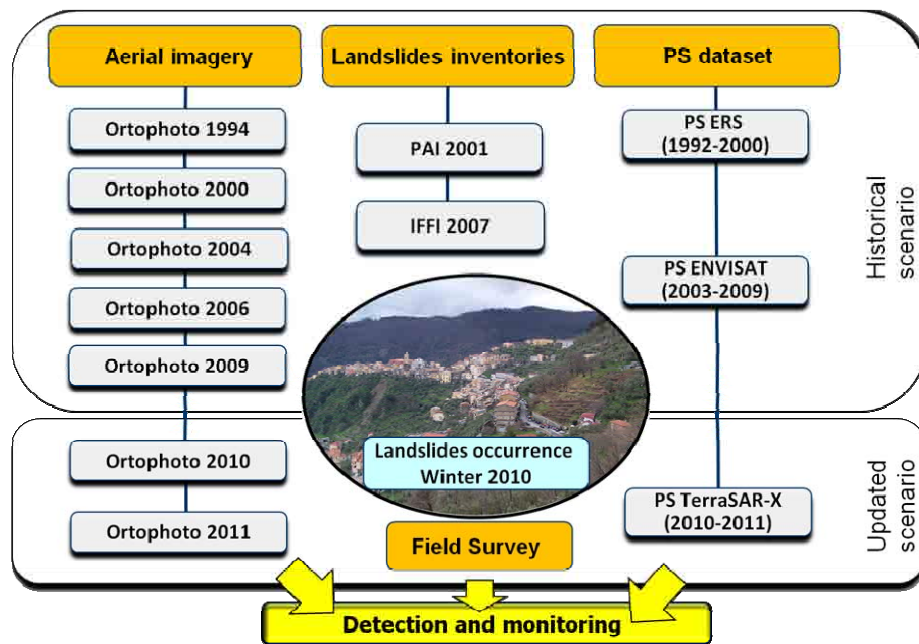 Aerial imagery
Ortophoto 1994
Ortophoto 2000
Ortophoto 2004
Ortophoto 2006
Ortophoto 2009
Ortophoto 2010
Ortophoto 2011
Landslides inventories
PAI 2001
IFFI 2007
Landslides occurrence
Winter 2010
Field Survey
PS dataset
PS ERS
(1992-2000)
PS ENVISAT
(2003-2009)
PS TerraSAR-X
(2010-2011)
Historical
scenario
Updated
scenario
Detection and monitoring